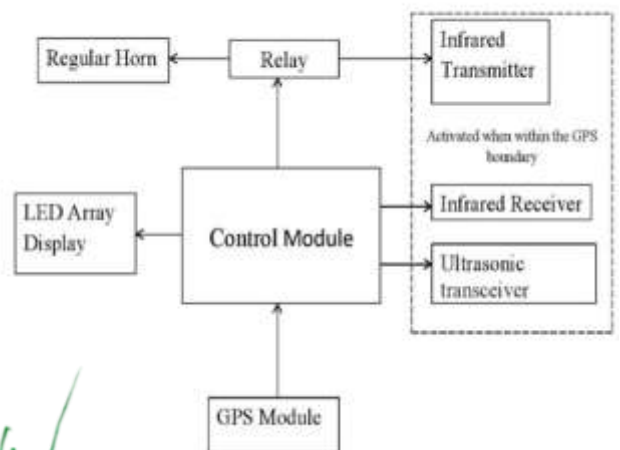 Regular Horn
Relay
Infrared
Transmitter
Activated when within the GPS
boundary
LED Array
Display
Control Module
Infrared Receiver
Ultrasonic
transceiver
GPS Module